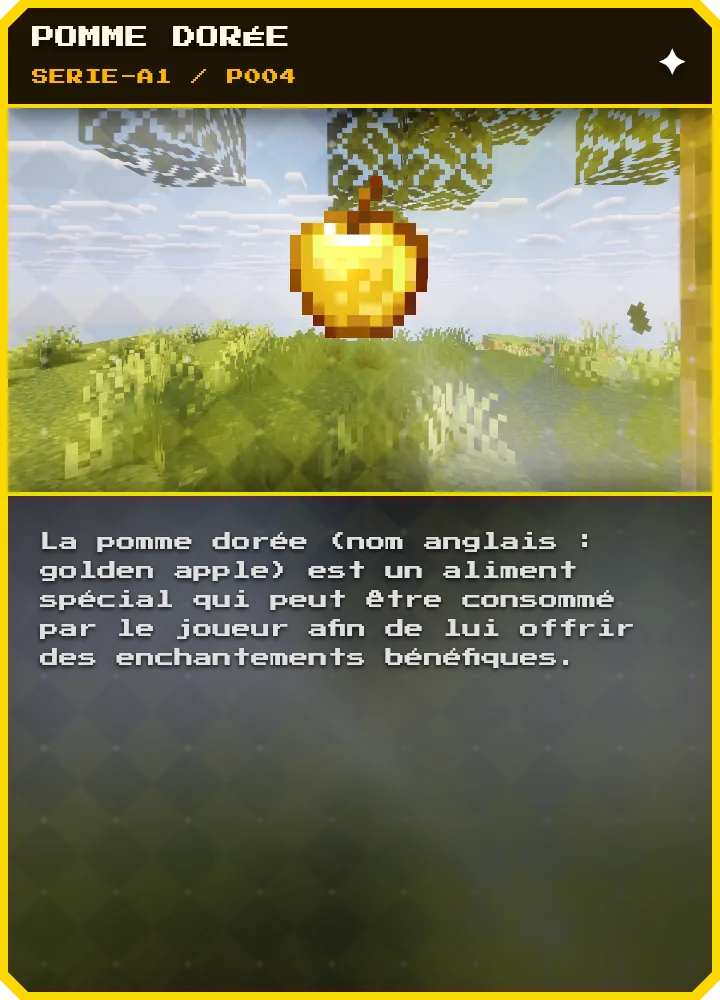 POMME DORéE
SERIE-A1 / P004
La pomme dorée (nom anglais :
golden apple) est un aliment
spécial qui peut être consommé
par le joueur afin de lui offrir
des enchantements bénéfiques.